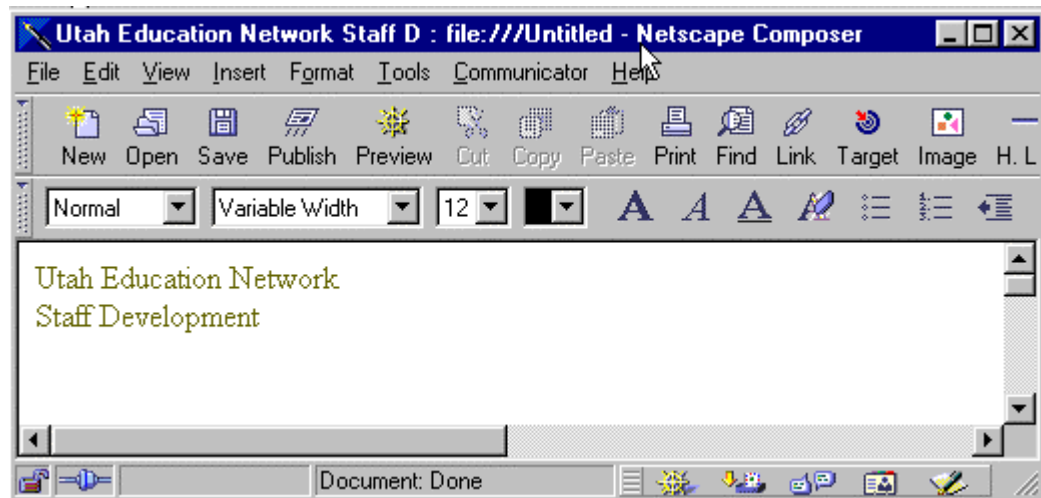 Utah Education Network Staff D : file:///Untitled - Netscape Composer
File Edit View Insert Format Tools Communicator Help
New Open Save Publish Preview Cut Copy Paste Print Find Link Target Image H. L
Normal Variable Width 12
Utah Education Network
Staff Development
Document: Done